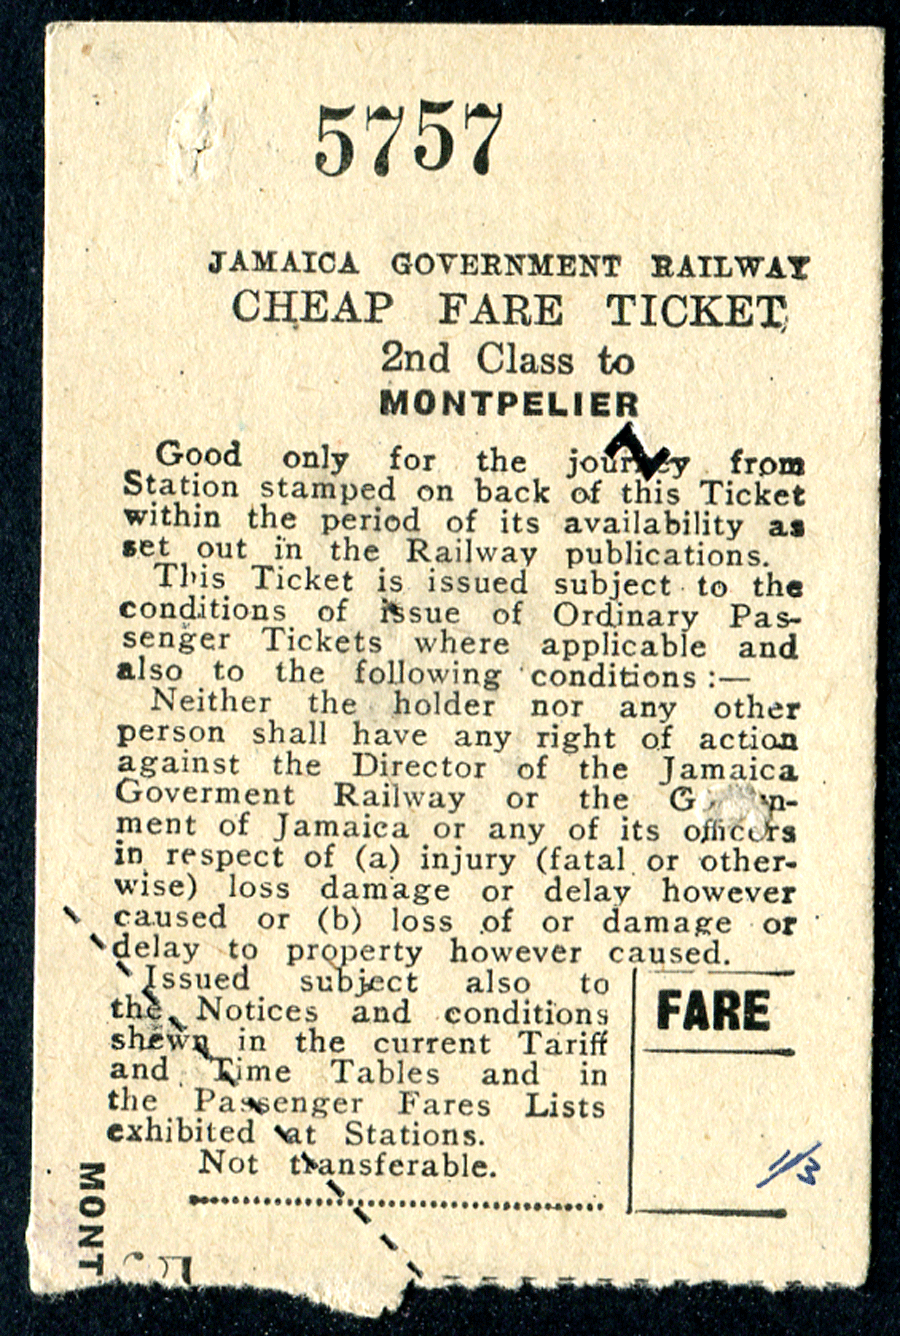 5757
JAMAICA GOVERNMENT RAILWAY
CHEAP FARE TICKET
2nd Class to
MONTPELIER
Good only for the journey from
Station stamped on back of this Ticket
within the period of its availability as
set out in the Railway publications.
This Ticket is issued subject to the
conditions of issue of Ordinary Pas-
senger Tickets where applicable and
also to the following conditions :—
Neither the holder nor any other
person shall have any right of action
against the Director of the Jamaica
Goverment Railway or the G n-
ment of Jamaica or any of its officers
in respect of (a) injury (fatal or other-
wise) loss damage or delay however
caused or (b) loss of or damage or
delay to property however caused.
Issued subject also to
the Notices and conditions
shewn in the current Tariff
and Time Tables and in
the Passenger Fares Lists
exhibited at Stations.
Not transferable.
FARE
1/3
Z
MONT